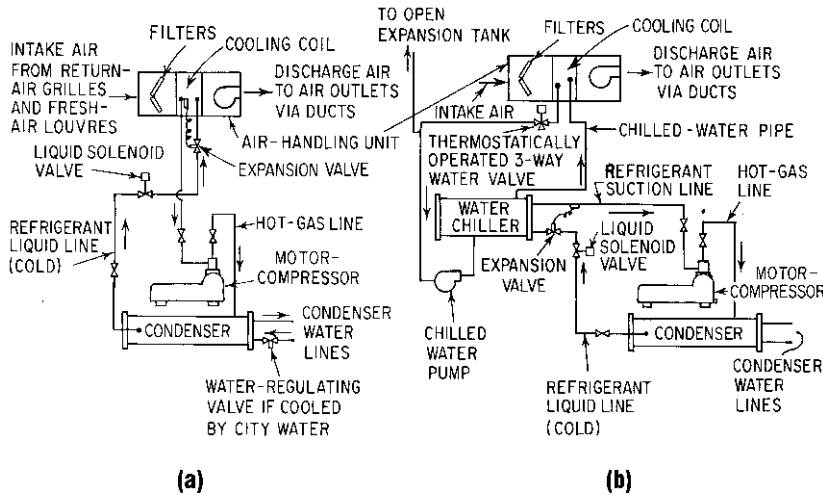 FILTERS
COOLING COIL
INTAKE AIR
FROM RETURN-
AIR GRILLES
AND FRESH-
AIR LOUVRES
DISCHARGE AIR
TO AIR OUTLETS
VIA DUCTS
AIR-HANDLING UNIT
LIQUID SOLENOID
VALVE
EXPANSION VALVE
REFRIGERANT
LIQUID LINE
(COLD)
HOT-GAS LINE
MOTOR-
COMPRESSOR
CONDENSER
CONDENSER
WATER
LINES
WATER-REGULATING
VALVE IF COOLED
BY CITY WATER
(a)
TO OPEN
EXPANSION TANK
FILTERS
COOLING COIL
DISCHARGE AIR
TO AIR OUTLETS
VIA DUCTS
INTAKE AIR
THERMOSTATICALLY
OPERATED 3-WAY
WATER VALVE
CHILLED-WATER PIPE
REFRIGERANT
SUCTION LINE
HOT-GAS
LINE
WATER
CHILLER
EXPANSION
VALVE
LIQUID
SOLENOID
VALVE
MOTOR-
COMPRESSOR
CHILLED
WATER
PUMP
CONDENSER
REFRIGERANT
LIQUID LINE
(COLD)
CONDENSER
WATER
LINES
(b)